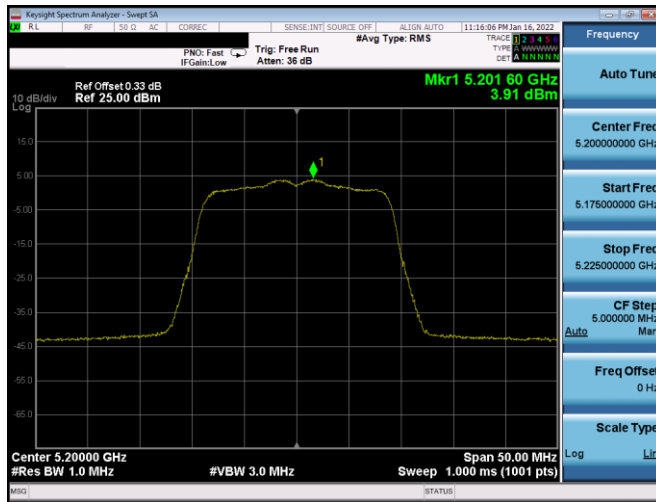 Keysight Spectrum Analyzer - Swept SA
RL RF 50 Ω AC CORREC SENSE:INT SOURCE OFF ALIGN AUTO 11:16:06 PM Jan 16, 2022
PNO: Fast
IFGain:Low
Trig: Free Run
Atten: 36 dB
#Avg Type: RMS
TRACE 1 2 3 4 5 6
TYPE A W W W W W
DET A N N N N N
Ref Offset 0.33 dB
Ref 25.00 dBm
10 dB/div
Log
Mkr1 5.201 60 GHz
3.91 dBm
15.0
5.00
-5.00
-15.0
-25.0
-35.0
-45.0
-55.0
-65.0
1
Center 5.20000 GHz
#Res BW 1.0 MHz
#VBW 3.0 MHz
Span 50.00 MHz
Sweep 1.000 ms (1001 pts)
MSG
STATUS
Frequency
Auto Tune
Center Freq
5.200000000 GHz
Start Freq
5.175000000 GHz
Stop Freq
5.225000000 GHz
CF Step
5.000000 MHz
Auto Man
Freq Offset
0 Hz
Scale Type
Log Lin